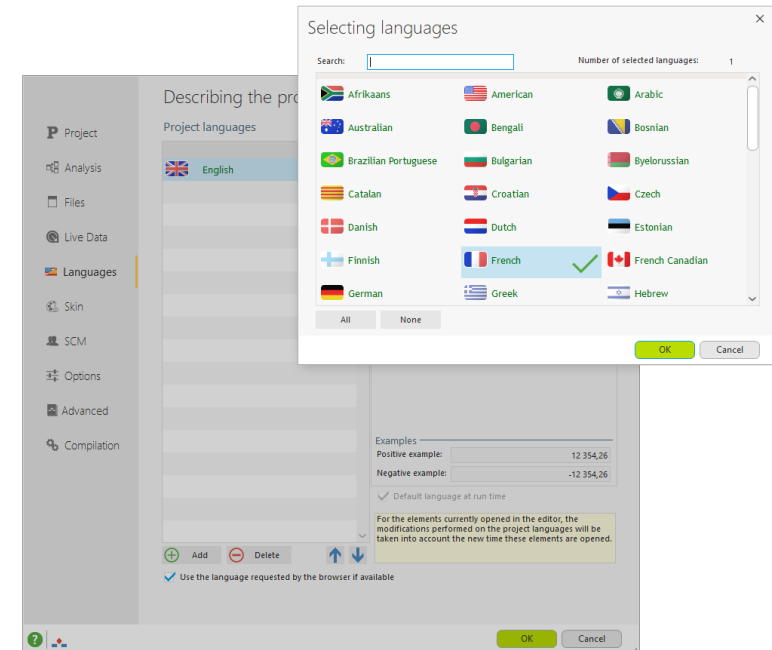 Selecting languages
Search:
Number of selected languages: 1
Afrikaans American Arabic
Australian Bengali Bosnian
Brazilian Portuguese Bulgarian Byelorussian
Catalan Croatian Czech
Danish Dutch Estonian
Finnish French French Canadian
German Greek Hebrew
All None
OK Cancel
Describing the pro
Project languages
P Project
Analysis
Files
Live Data
Languages
Skin
SCM
Options
Advanced
Compilation
English
Examples
Positive example: 12 354,26
Negative example: -12 354,26
Default language at run time
For the elements currently opened in the editor, the
modifications performed on the project languages will be
taken into account the new time these elements are opened.
Add Delete
Use the language requested by the browser if available
?
OK Cancel